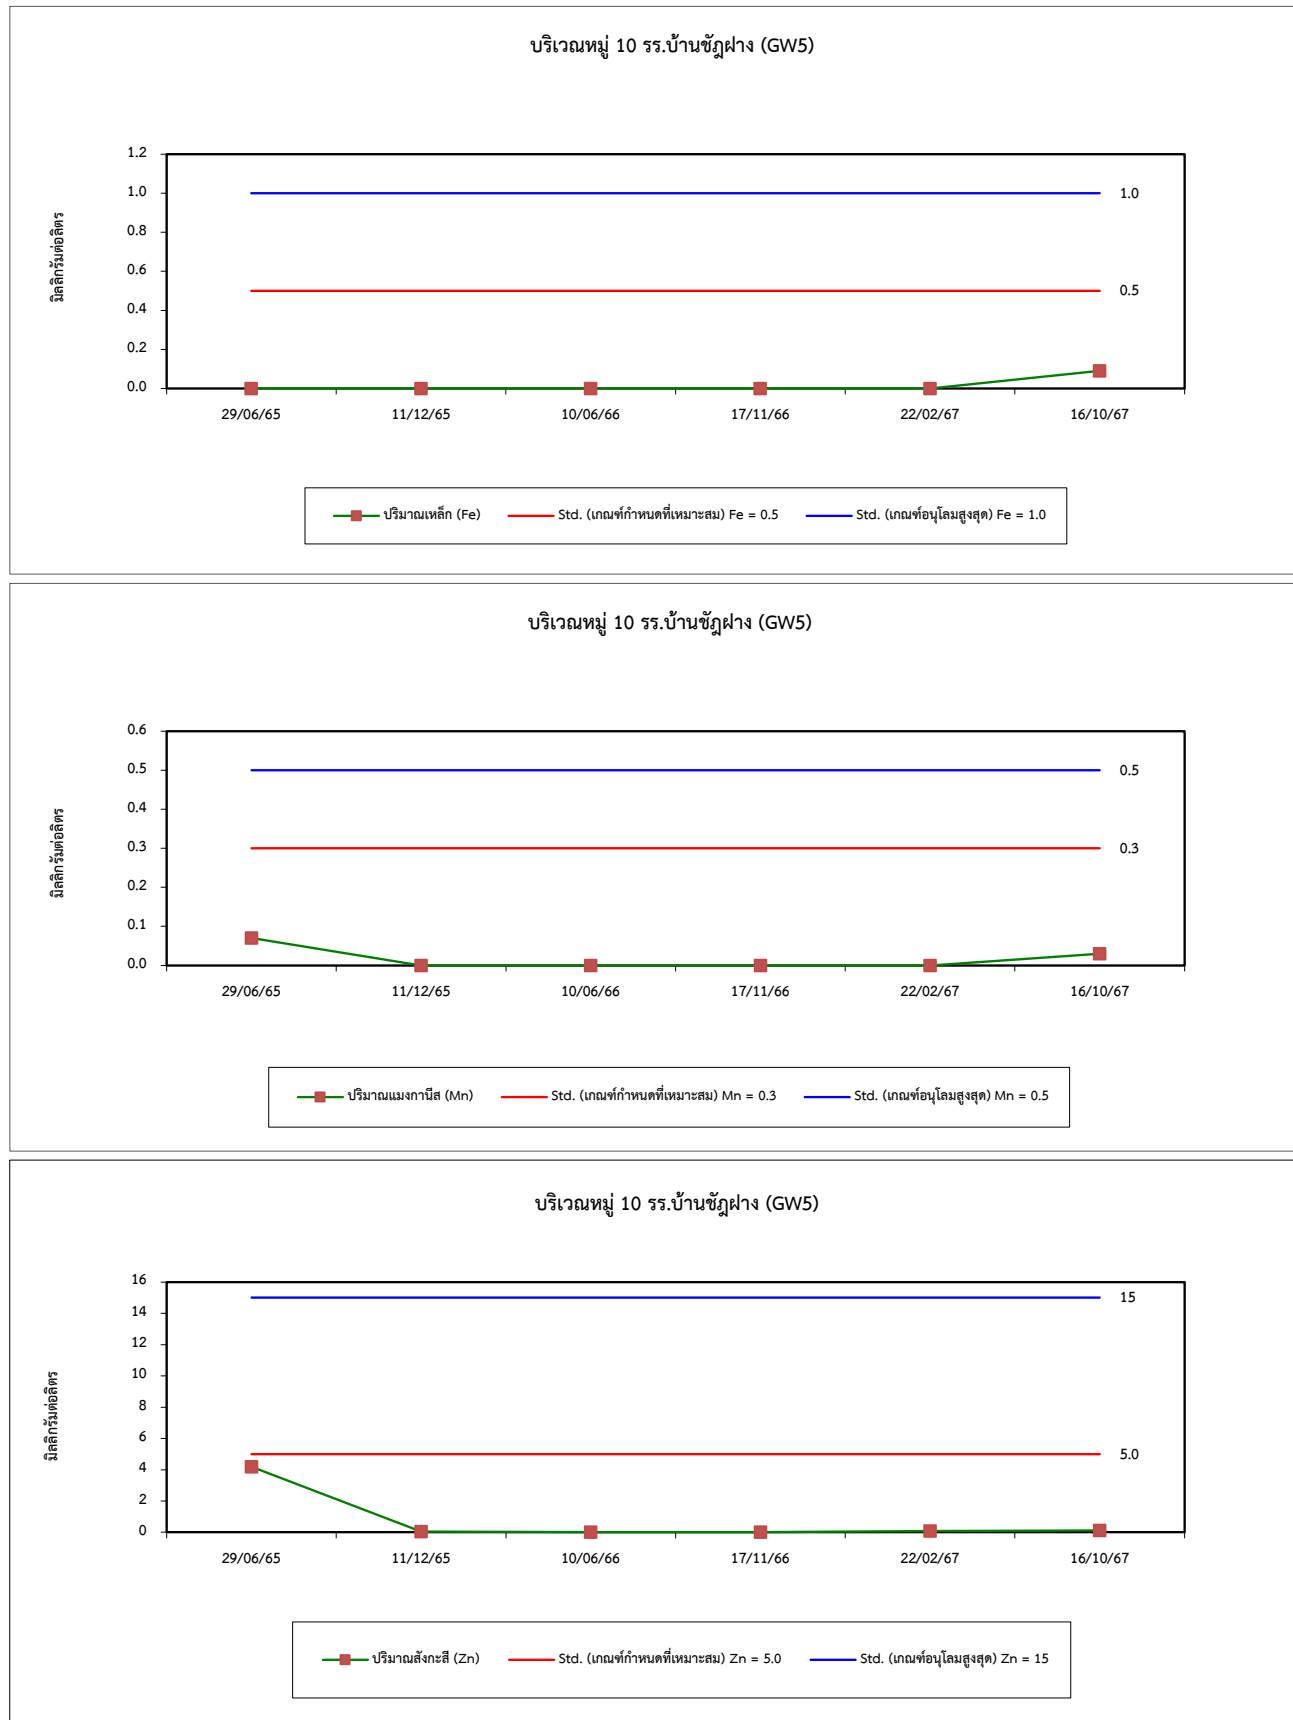 บริเวณหมู่ 10 รร.บ้านชัฎฝาง (GW5)
มิลลิกรัมต่อลิตร
1.2
1.0
0.8
0.6
0.4
0.2
0.0
1.0
0.5
29/06/65 11/12/65 10/06/66 17/11/66 22/02/67 16/10/67
ปริมาณเหล็ก (Fe) Std. (เกณฑ์กำหนดที่เหมาะสม) Fe = 0.5 Std. (เกณฑ์อนุโลมสูงสุด) Fe = 1.0
บริเวณหมู่ 10 รร.บ้านชัฎฝาง (GW5)
มิลลิกรัมต่อลิตร
0.6
0.5
0.4
0.3
0.2
0.1
0.0
0.5
0.3
29/06/65 11/12/65 10/06/66 17/11/66 22/02/67 16/10/67
ปริมาณแมงกานีส (Mn) Std. (เกณฑ์กำหนดที่เหมาะสม) Mn = 0.3 Std. (เกณฑ์อนุโลมสูงสุด) Mn = 0.5
บริเวณหมู่ 10 รร.บ้านชัฎฝาง (GW5)
มิลลิกรัมต่อลิตร
16
14
12
10
8
6
4
2
0
15
5.0
29/06/65 11/12/65 10/06/66 17/11/66 22/02/67 16/10/67
ปริมาณสังกะสี (Zn) Std. (เกณฑ์กำหนดที่เหมาะสม) Zn = 5.0 Std. (เกณฑ์อนุโลมสูงสุด) Zn = 15